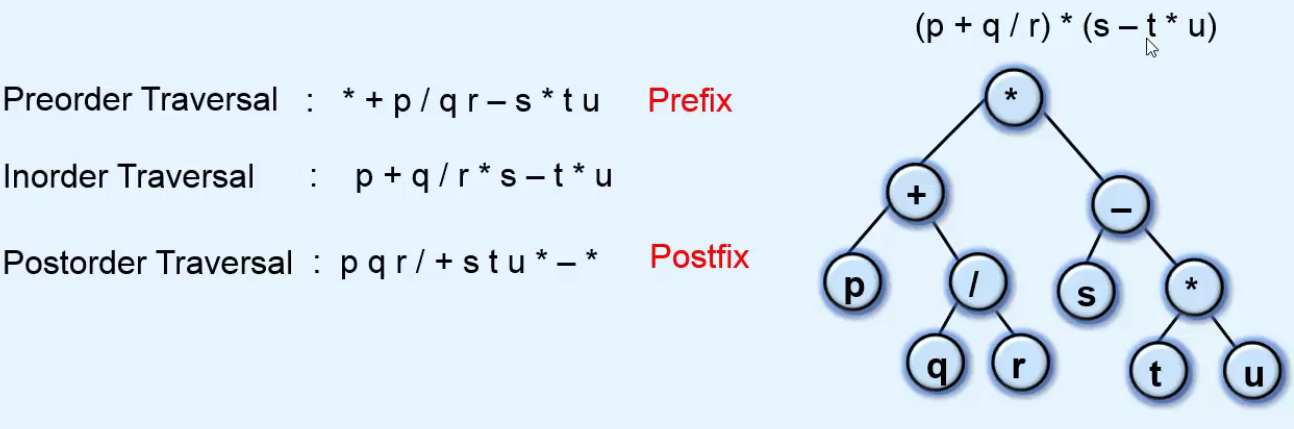 (p + q / r) * (s – t * u)
Preorder Traversal : * + p / q r – s * t u Prefix
Inorder Traversal : p + q / r * s – t * u
Postorder Traversal : p q r / + s t u * – * Postfix
*
+ –
p / s *
q r t u